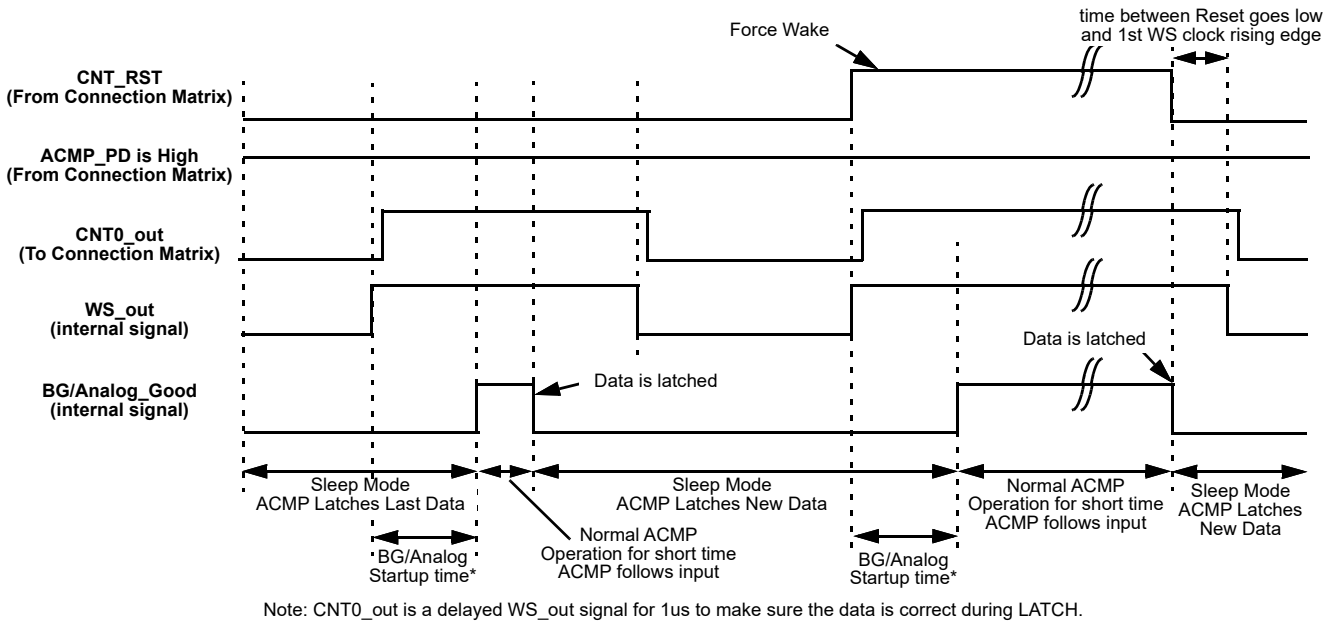 time between Reset goes low
and 1st WS clock rising edge
Force Wake
CNT_RST
(From Connection Matrix)
ACMP_PD is High
(From Connection Matrix)
CNT0_out
(To Connection Matrix)
WS_out
(internal signal)
Data is latched
BG/Analog_Good
(internal signal)
Data is latched
Sleep Mode
ACMP Latches Last Data
Sleep Mode
ACMP Latches New Data
Normal ACMP
Operation for short time
ACMP follows input
Sleep Mode
ACMP Latches
New Data
BG/Analog
Startup time*
Normal ACMP
Operation for short time
ACMP follows input
BG/Analog
Startup time*
Note: CNT0_out is a delayed WS_out signal for 1us to make sure the data is correct during LATCH.